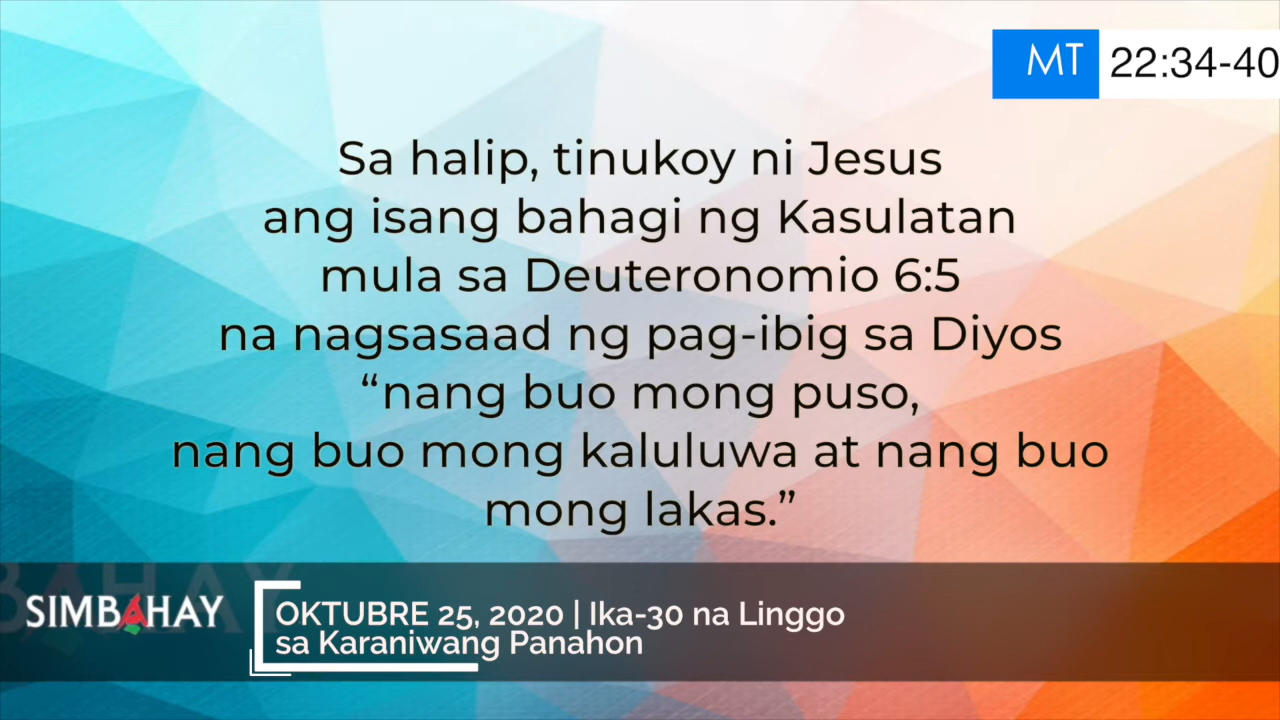 MT 22:34-40
Sa halip, tinukoy ni Jesus
ang isang bahagi ng Kasulatan
mula sa Deuteronomio 6:5
na nagsasaad ng pag-ibig sa Diyos
“nang buo mong puso,
nang buo mong kaluluwa at nang buo
mong lakas.”
SIMBAHAY
OKTUBRE 25, 2020 | Ika-30 na Linggo
sa Karaniwang Panahon